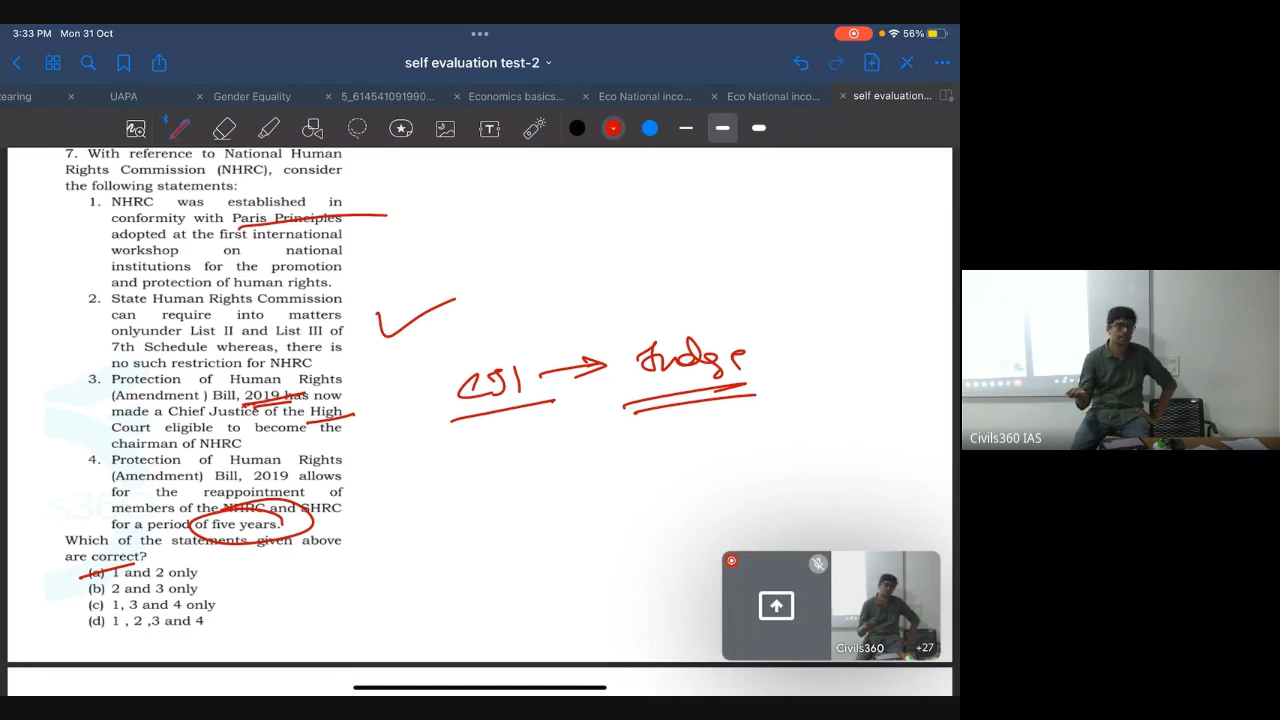 3:33 PM Mon 31 Oct
56%
self evaluation test-2
earing
UAPA
Gender Equality
5_614541091990...
Economics basics...
Eco National inco...
Eco National inco...
self evaluation...
7. With reference to National Human
Rights Commission (NHRC), consider
the following statements:
1. NHRC was established in
conformity with Paris Principles
adopted at the first international
workshop on national
institutions for the promotion
and protection of human rights.
2. State Human Rights Commission
can require into matters
onlyunder List II and List III of
7th Schedule whereas, there is
no such restriction for NHRC
3. Protection of Human Rights
(Amendment ) Bill, 2019 has now
made a Chief Justice of the High
Court eligible to become the
chairman of NHRC
4. Protection of Human Rights
(Amendment) Bill, 2019 allows
for the reappointment of
members of the NHRC and SHRC
for a period of five years.
Which of the statements given above
are correct?
(a) 1 and 2 only
(b) 2 and 3 only
(c) 1, 3 and 4 only
(d) 1 , 2 ,3 and 4
CJI → Judge
Civils360 IAS
Civils360
+27